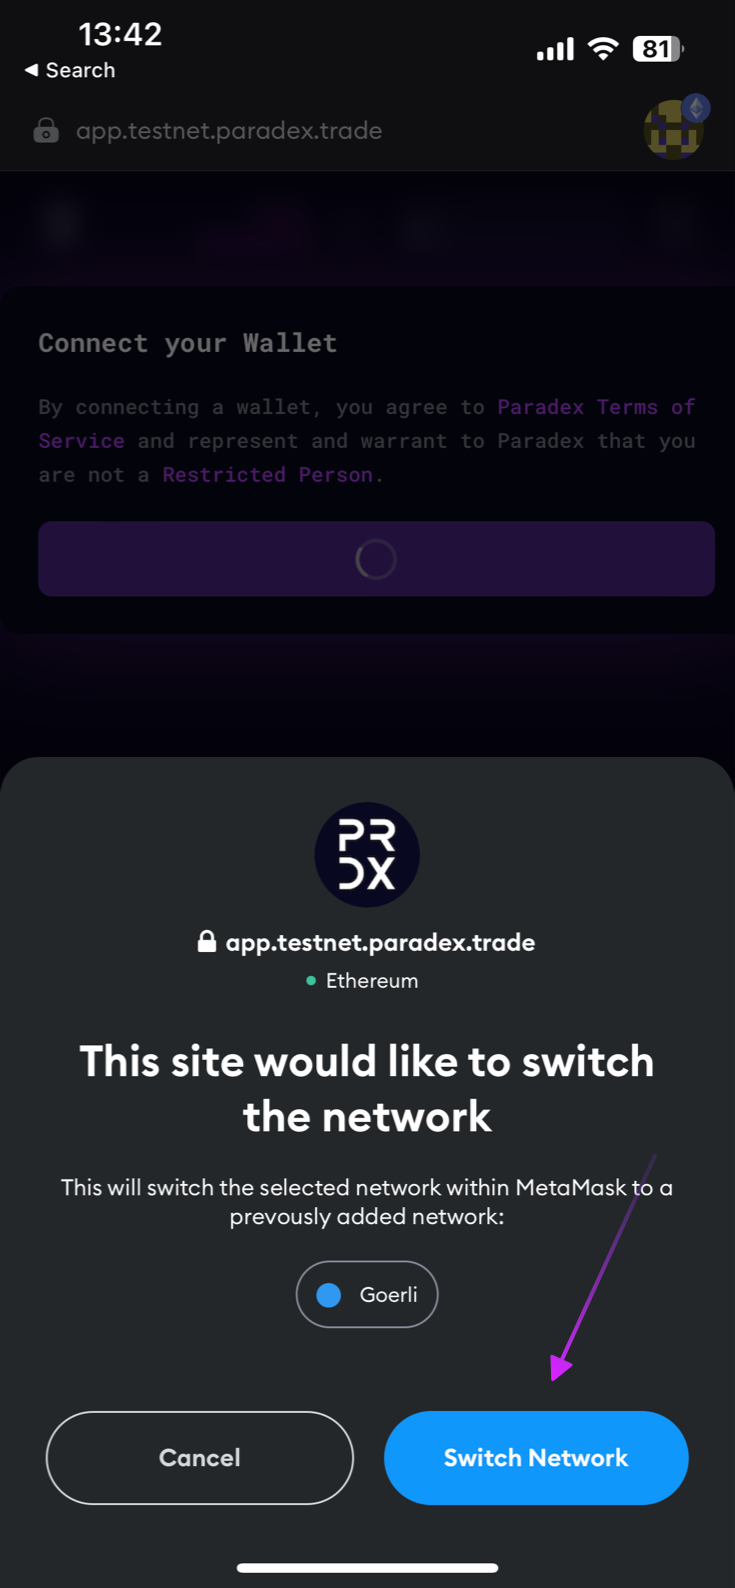 13:42
81
◀ Search
app.testnet.paradex.trade
Connect your Wallet
By connecting a wallet, you agree to Paradex Terms of
Service and represent and warrant to Paradex that you
are not a Restricted Person.
PR
DX
app.testnet.paradex.trade
Ethereum
This site would like to switch
the network
This will switch the selected network within MetaMask to a
prevously added network:
Goerli
Cancel
Switch Network